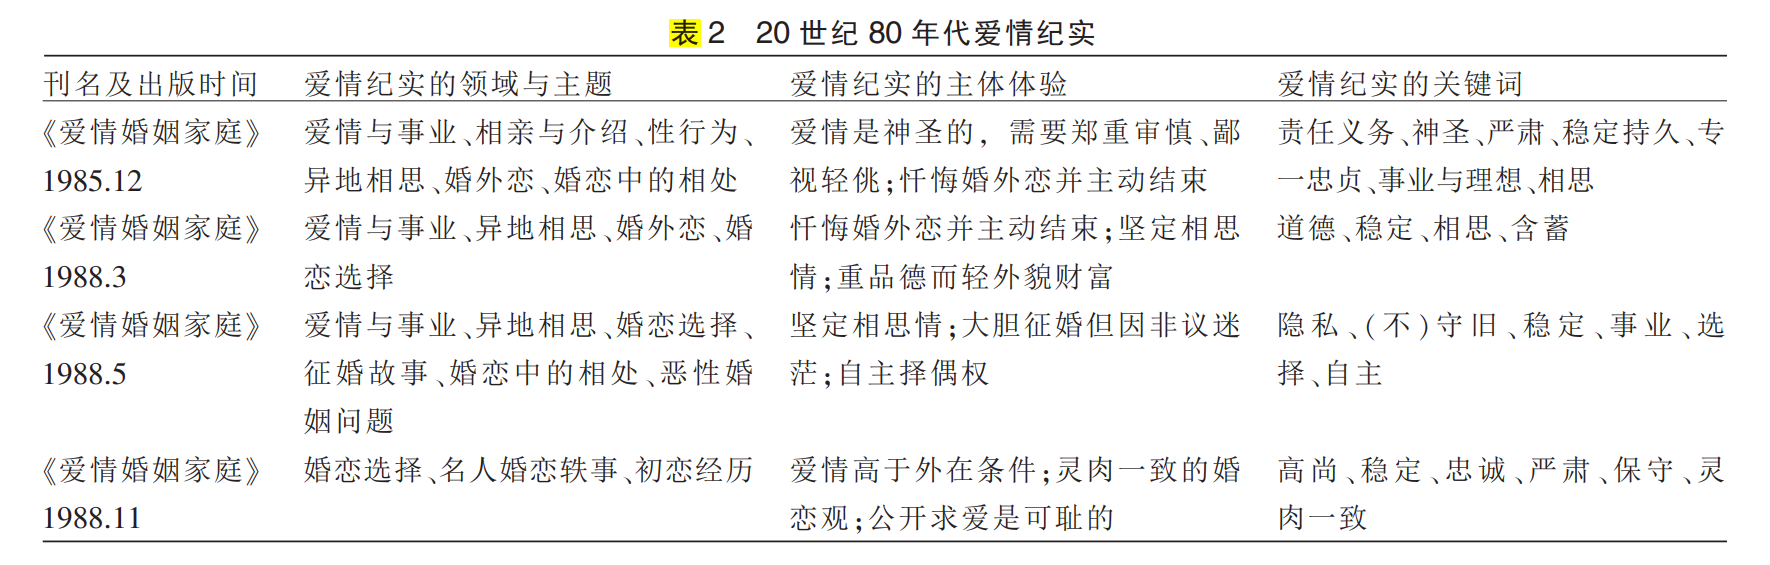 表 2 20 世纪 80 年代爱情纪实
刊名及出版时间 爱情纪实的领域与主题 爱情纪实的主体体验 爱情纪实的关键词
《爱情婚姻家庭》 爱情与事业、相亲与介绍、性行为、 爱情是神圣的，需要郑重审慎、鄙 责任义务、神圣、严肃、稳定持久、专
1985.12 异地相思、婚外恋、婚恋中的相处 视轻佻；忏悔婚外恋并主动结束 一忠贞、事业与理想、相思
《爱情婚姻家庭》 爱情与事业、异地相思、婚外恋、婚 忏悔婚外恋并主动结束；坚定相思 道德、稳定、相思、含蓄
1988.3 恋选择 情；重品德而轻外貌财富
《爱情婚姻家庭》 爱情与事业、异地相思、婚恋选择、 坚定相思情；大胆征婚但因非议迷 隐私、(不)守旧、稳定、事业、选
1988.5 征婚故事、婚恋中的相处、恶性婚 茫；自主择偶权 择、自主
姻问题
《爱情婚姻家庭》 婚恋选择、名人婚恋轶事、初恋经历 爱情高于外在条件；灵肉一致的婚 高尚、稳定、忠诚、严肃、保守、灵
1988.11 恋观；公开求爱是可耻的 肉一致